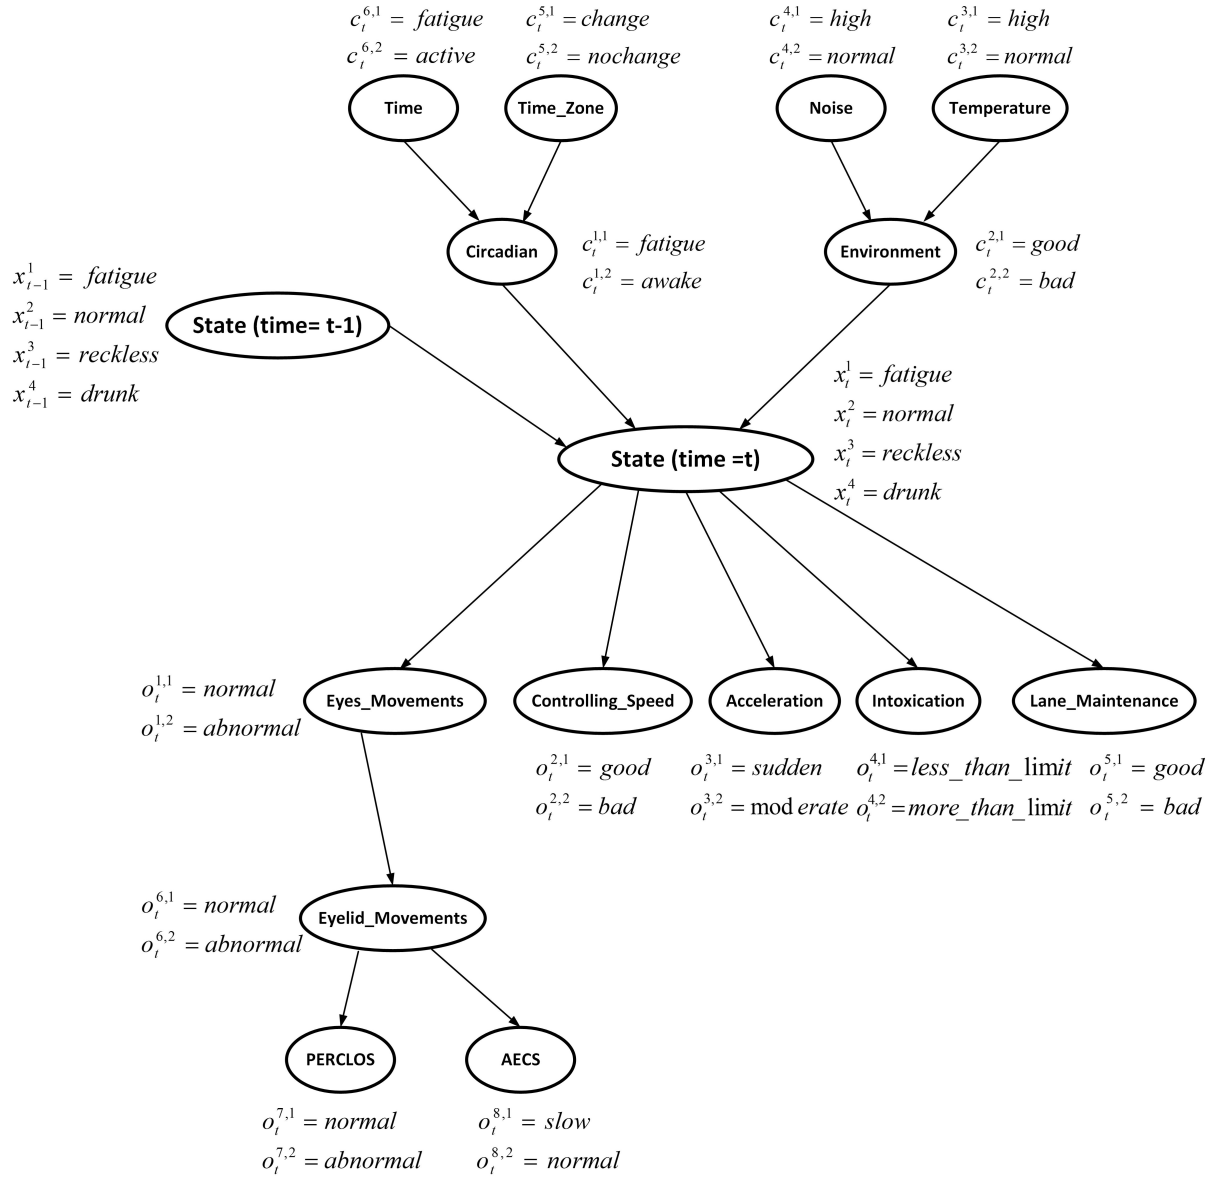 c_t^{6,1} = fatigue
c_t^{6,2} = active
c_t^{5,1} = change
c_t^{5,2} = nochange
c_t^{4,1} = high
c_t^{4,2} = normal
c_t^{3,1} = high
c_t^{3,2} = normal
Time
Time_Zone
Noise
Temperature
Circadian
c_t^{1,1} = fatigue
c_t^{1,2} = awake
Environment
c_t^{2,1} = good
c_t^{2,2} = bad
x_{t-1}^1 = fatigue
x_{t-1}^2 = normal
x_{t-1}^3 = reckless
x_{t-1}^4 = drunk
State (time= t-1)
x_t^1 = fatigue
x_t^2 = normal
x_t^3 = reckless
x_t^4 = drunk
State (time =t)
o_t^{1,1} = normal
o_t^{1,2} = abnormal
Eyes_Movements
Controlling_Speed
Acceleration
Intoxication
Lane_Maintenance
o_t^{2,1} = good
o_t^{2,2} = bad
o_t^{3,1} = sudden
o_t^{3,2} = mod erate
o_t^{4,1} = less_than_limit
o_t^{4,2} = more_than_limit
o_t^{5,1} = good
o_t^{5,2} = bad
o_t^{6,1} = normal
o_t^{6,2} = abnormal
Eyelid_Movements
PERCLOS
AECS
o_t^{7,1} = normal
o_t^{7,2} = abnormal
o_t^{8,1} = slow
o_t^{8,2} = normal